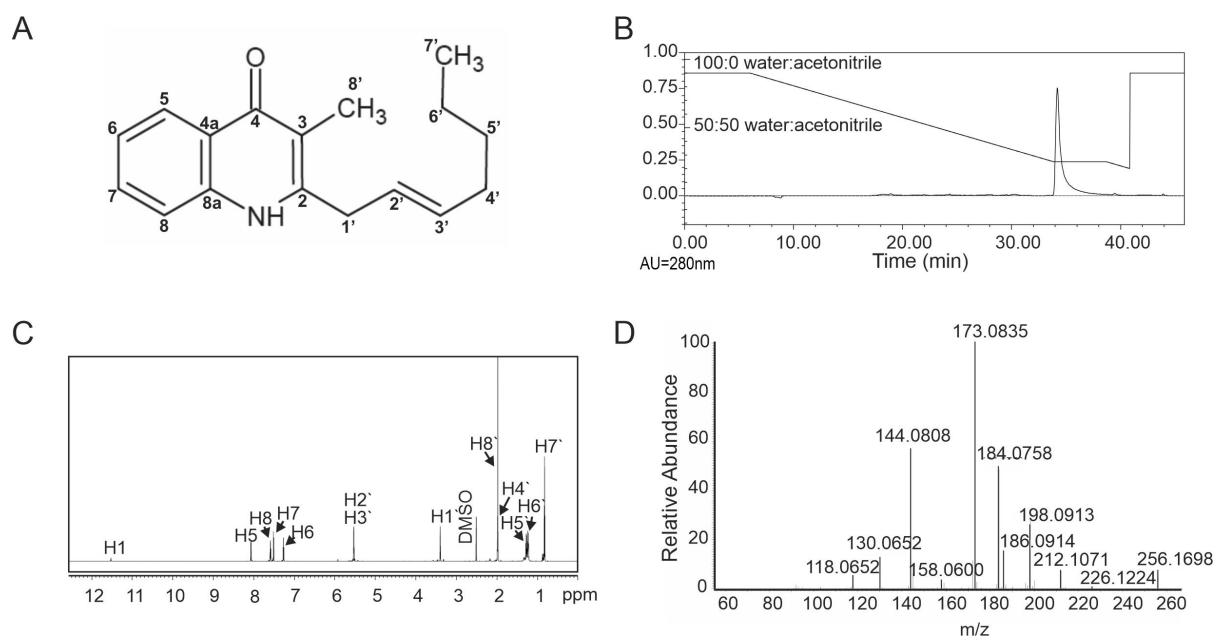 A
O
7’
CH₃
8’
CH₃
5
4a
4
3
6’
5’
6
7
8a
2
2’
4’
8
NH
1’
3’
B
1.00
100:0 water:acetonitrile
0.75
0.50
50:50 water:acetonitrile
0.25
0.00
0.00 10.00 20.00 30.00 40.00
AU=280nm
Time (min)
C
H8`
H7`
DMSO
H4`
H2`
H3`
H1`
H5`
H6`
H8
H7
H5
H6
H1
12 11 10 9 8 7 6 5 4 3 2 1 ppm
D
173.0835
100
80
144.0808
184.0758
60
Relative Abundance
40
198.0913
186.0914
20
130.0652
212.1071
256.1698
118.0652
158.0600
226.1224
0
60 80 100 120 140 160 180 200 220 240 260
m/z